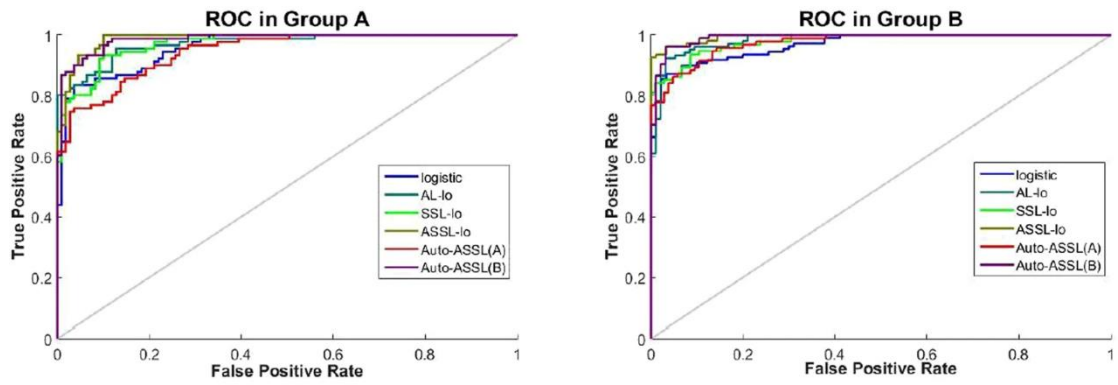 ROC in Group A
1
0.8
0.6
0.4
0.2
0
0
0.2
0.4
0.6
0.8
1
True Positive Rate
False Positive Rate
logistic
AL-lo
SSL-lo
ASSL-lo
Auto-ASSL(A)
Auto-ASSL(B)
ROC in Group B
1
0.8
0.6
0.4
0.2
0
0
0.2
0.4
0.6
0.8
1
True Positive Rate
False Positive Rate
logistic
AL-lo
SSL-lo
ASSL-lo
Auto-ASSL(A)
Auto-ASSL(B)